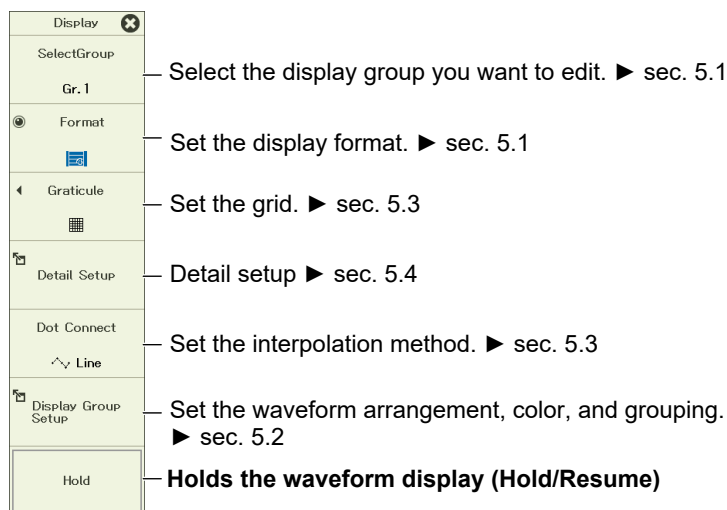 Display
SelectGroup
Gr. 1
Select the display group you want to edit. ► sec. 5.1
Format
Set the display format. ► sec. 5.1
Graticule
Set the grid. ► sec. 5.3
Detail Setup
Detail setup ► sec. 5.4
Dot Connect
Line
Set the interpolation method. ► sec. 5.3
Display Group
Setup
Set the waveform arrangement, color, and grouping.
► sec. 5.2
Hold
Holds the waveform display (Hold/Resume)